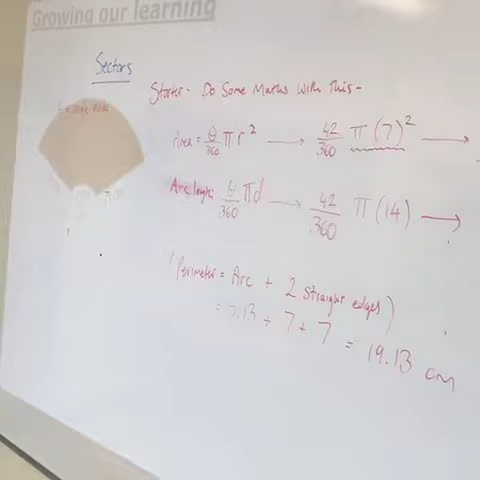 Growing our learning
Sectors
Starter - Do Some Maths With This -
Area = θ/360 π r² → 42/360 π (7)² →
Arc length = θ/360 πd → 42/360 π (14) →
(Perimeter = Arc + 2 straight edges)
= 5.13 + 7 + 7 = 19.13 cm